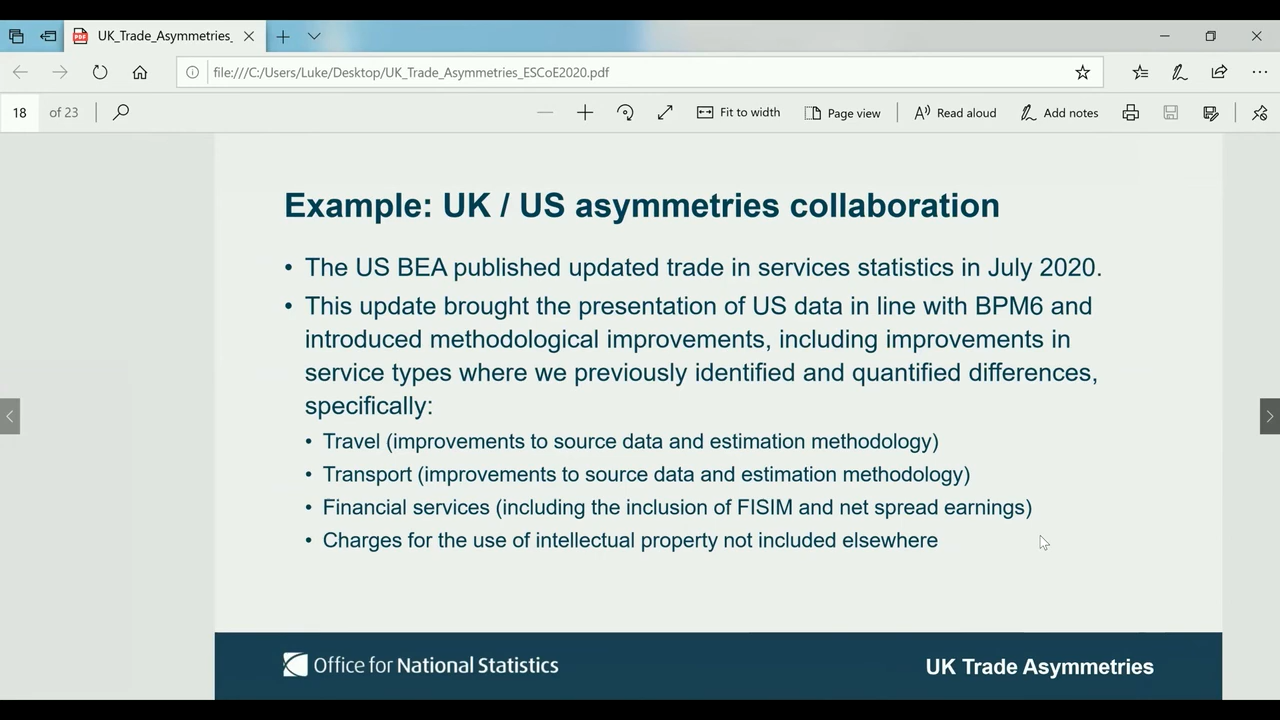 UK_Trade_Asymmetries_
file:///C:/Users/Luke/Desktop/UK_Trade_Asymmetries_ESCoE2020.pdf
18 of 23 Fit to width Page view Read aloud Add notes
Example: UK / US asymmetries collaboration
• The US BEA published updated trade in services statistics in July 2020.
• This update brought the presentation of US data in line with BPM6 and
introduced methodological improvements, including improvements in
service types where we previously identified and quantified differences,
specifically:
• Travel (improvements to source data and estimation methodology)
• Transport (improvements to source data and estimation methodology)
• Financial services (including the inclusion of FISIM and net spread earnings)
• Charges for the use of intellectual property not included elsewhere
Office for National Statistics
UK Trade Asymmetries